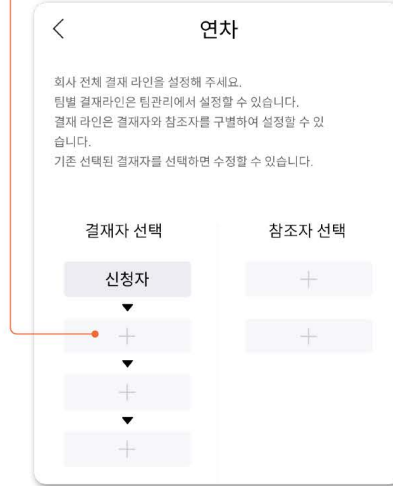 연차
회사 전체 결재 라인을 설정해 주세요.
팀별 결재라인은 팀관리에서 설정할 수 있습니다.
결재 라인은 결재자와 참조자를 구별하여 설정할 수 있
습니다.
기존 선택된 결재자를 선택하면 수정할 수 있습니다.
결재자 선택
참조자 선택
신청자